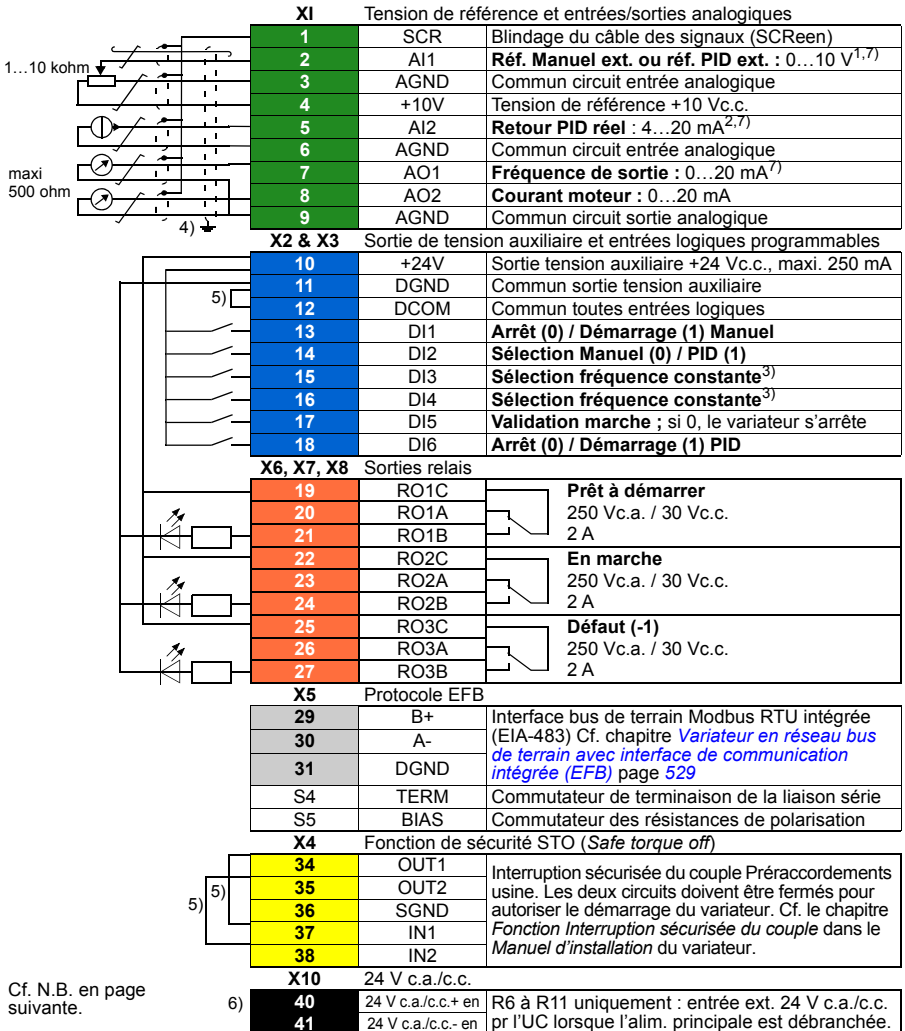 XI Tension de référence et entrées/sorties analogiques
1 SCR Blindage du câble des signaux (SCReen)
1…10 kohm 2 AI1 Réf. Manuel ext. ou réf. PID ext. : 0…10 V1,7)
3 AGND Commun circuit entrée analogique
4 +10V Tension de référence +10 Vc.c.
5 AI2 Retour PID réel : 4…20 mA2,7)
6 AGND Commun circuit entrée analogique
maxi 7 AO1 Fréquence de sortie : 0…20 mA7)
500 ohm 8 AO2 Courant moteur : 0…20 mA
4) 9 AGND Commun circuit sortie analogique
X2 & X3 Sortie de tension auxiliaire et entrées logiques programmables
10 +24V Sortie tension auxiliaire +24 Vc.c., maxi. 250 mA
11 DGND Commun sortie tension auxiliaire
5) 12 DCOM Commun toutes entrées logiques
13 DI1 Arrêt (0) / Démarrage (1) Manuel
14 DI2 Sélection Manuel (0) / PID (1)
15 DI3 Sélection fréquence constante3)
16 DI4 Sélection fréquence constante3)
17 DI5 Validation marche ; si 0, le variateur s’arrête
18 DI6 Arrêt (0) / Démarrage (1) PID
X6, X7, X8 Sorties relais
19 RO1C Prêt à démarrer
20 RO1A 250 Vc.a. / 30 Vc.c.
21 RO1B 2 A
22 RO2C En marche
23 RO2A 250 Vc.a. / 30 Vc.c.
24 RO2B 2 A
25 RO3C Défaut (-1)
26 RO3A 250 Vc.a. / 30 Vc.c.
27 RO3B 2 A
X5 Protocole EFB
29 B+ Interface bus de terrain Modbus RTU intégrée
30 A- (EIA-483) Cf. chapitre Variateur en réseau bus
de terrain avec interface de communication
31 DGND intégrée (EFB) page 529
S4 TERM Commutateur de terminaison de la liaison série
S5 BIAS Commutateur des résistances de polarisation
X4 Fonction de sécurité STO (Safe torque off)
34 OUT1 Interruption sécurisée du couple Préraccordements
5) 5) 35 OUT2 usine. Les deux circuits doivent être fermés pour
36 SGND autoriser le démarrage du variateur. Cf. le chapitre
37 IN1 Fonction Interruption sécurisée du couple dans le
38 IN2 Manuel d’installation du variateur.
X10 24 V c.a./c.c.
Cf. N.B. en page
suivante.
6) 40 24 V c.a./c.c.+ en R6 à R11 uniquement : entrée ext. 24 V c.a./c.c.
41 24 V c.a./c.c.- en pr l’UC lorsque l’alim. principale est débranchée.